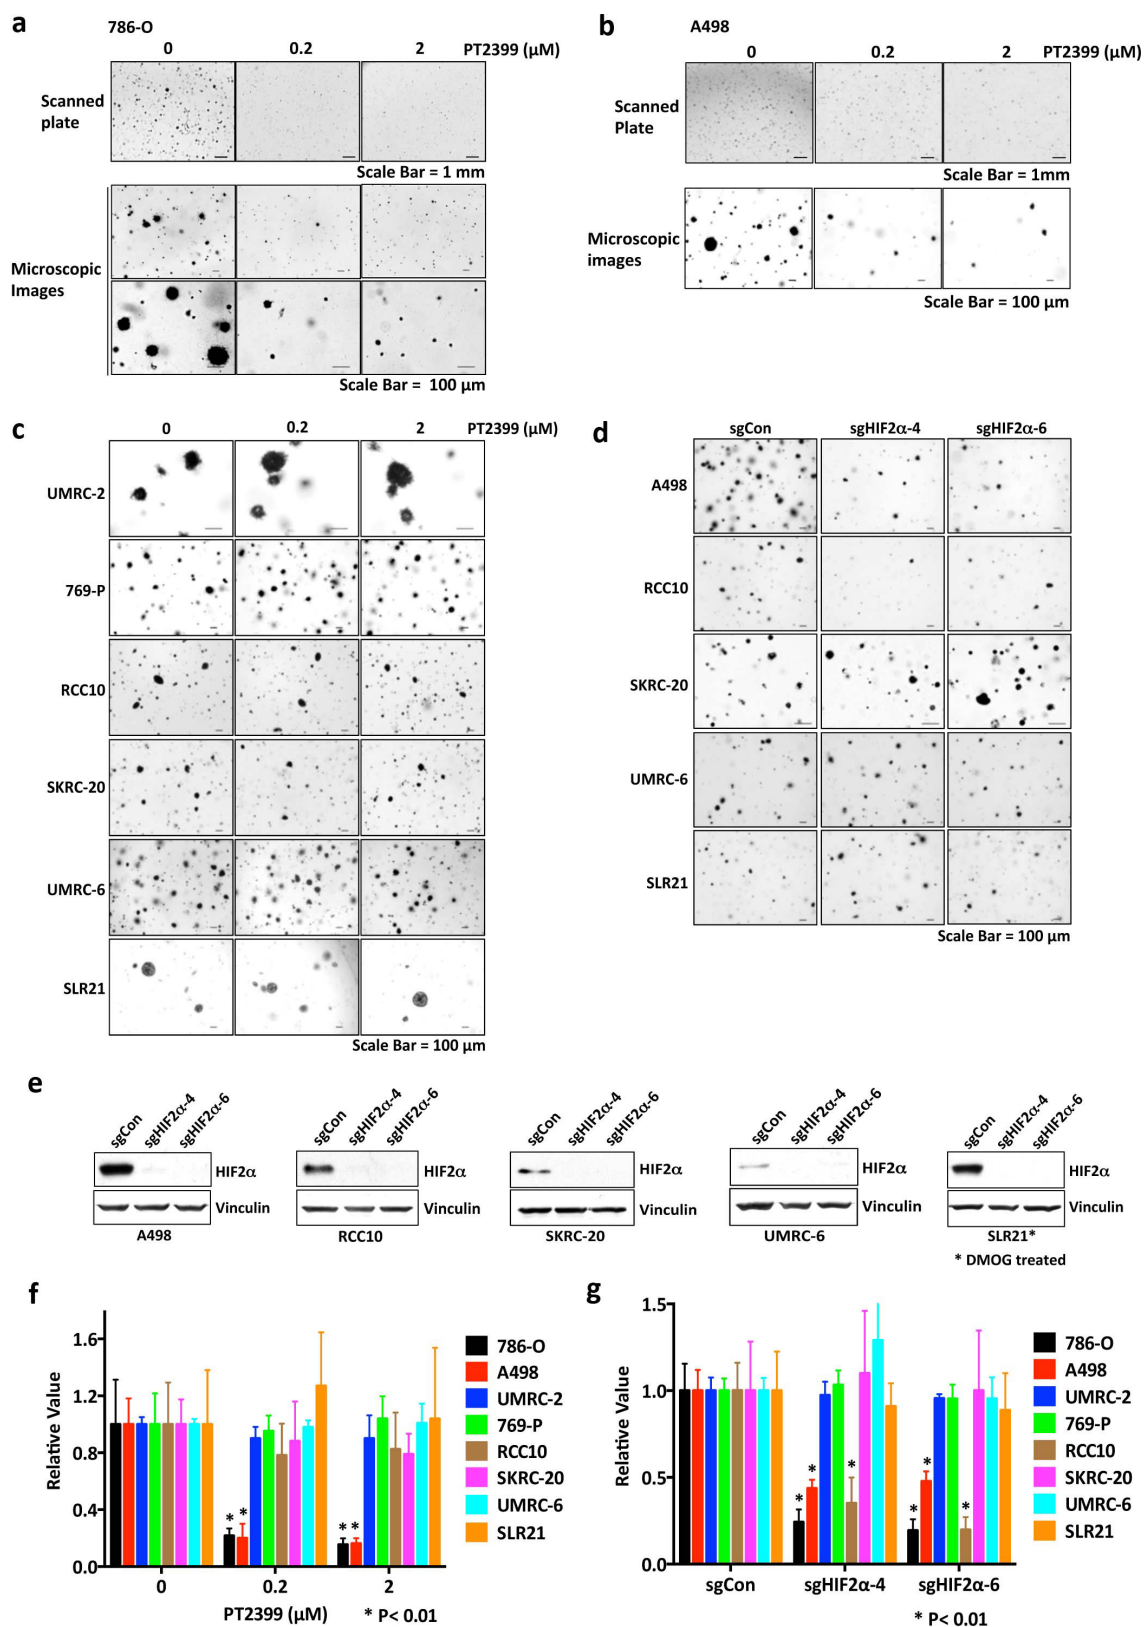 a
786-O
0 0.2 2 PT2399 (µM)
Scanned
plate
Scale Bar = 1 mm
Microscopic
Images
Scale Bar = 100 µm
b
A498
0 0.2 2 PT2399 (µM)
Scanned
Plate
Scale Bar = 1mm
Microscopic
images
Scale Bar = 100 µm
c
0 0.2 2 PT2399 (µM)
UMRC-2
769-P
RCC10
SKRC-20
UMRC-6
SLR21
Scale Bar = 100 µm
d
sgCon sgHIF2α-4 sgHIF2α-6
A498
RCC10
SKRC-20
UMRC-6
SLR21
Scale Bar = 100 µm
e
sgCon sgHIF2α-4 sgHIF2α-6
HIF2α
Vinculin
A498
sgCon sgHIF2α-4 sgHIF2α-6
HIF2α
Vinculin
RCC10
sgCon sgHIF2α-4 sgHIF2α-6
HIF2α
Vinculin
SKRC-20
sgCon sgHIF2α-4 sgHIF2α-6
HIF2α
Vinculin
UMRC-6
sgCon sgHIF2α-4 sgHIF2α-6
HIF2α
Vinculin
SLR21*
* DMOG treated
f
Relative Value
1.6
1.2
0.8
0.4
0.0
* *
* *
0 0.2 2
PT2399 (µM) * P< 0.01
786-O
A498
UMRC-2
769-P
RCC10
SKRC-20
UMRC-6
SLR21
g
Relative Value
1.5
1.0
0.5
0.0
* * *
* * *
sgCon sgHIF2α-4 sgHIF2α-6
* P< 0.01
786-O
A498
UMRC-2
769-P
RCC10
SKRC-20
UMRC-6
SLR21